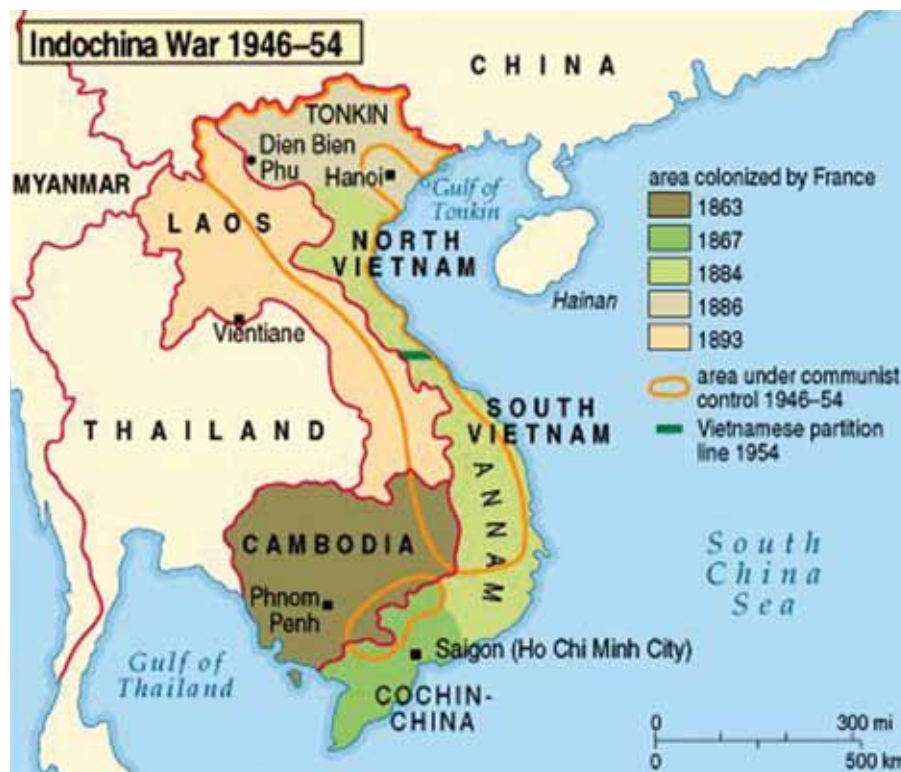 Indochina War 1946–54
CHINA
TONKIN
Dien Bien
Phu
Hanoi
MYANMAR
Gulf of
Tonkin
LAOS
NORTH
VIETNAM
Hainan
Vientiane
THAILAND
SOUTH
VIETNAM
ANNAM
CAMBODIA
Phnom
Penh
Saigon (Ho Chi Minh City)
Gulf of
Thailand
COCHIN-
CHINA
South
China
Sea
area colonized by France
1863
1867
1884
1886
1893
area under communist
control 1946–54
Vietnamese partition
line 1954
0 300 mi
0 500 km